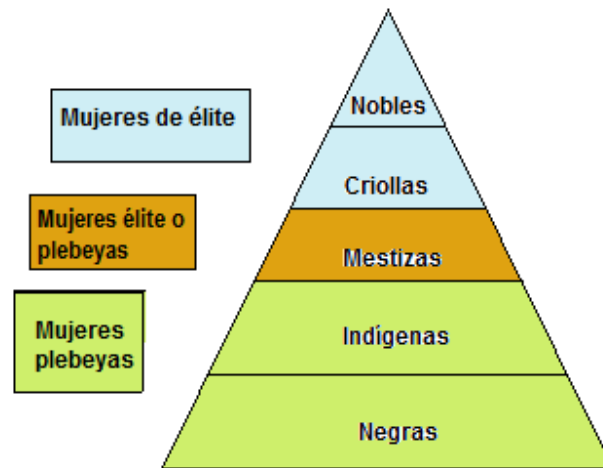 Mujeres de élite
Nobles
Criollas
Mujeres élite o
plebeyas
Mestizas
Mujeres
plebeyas
Indígenas
Negras